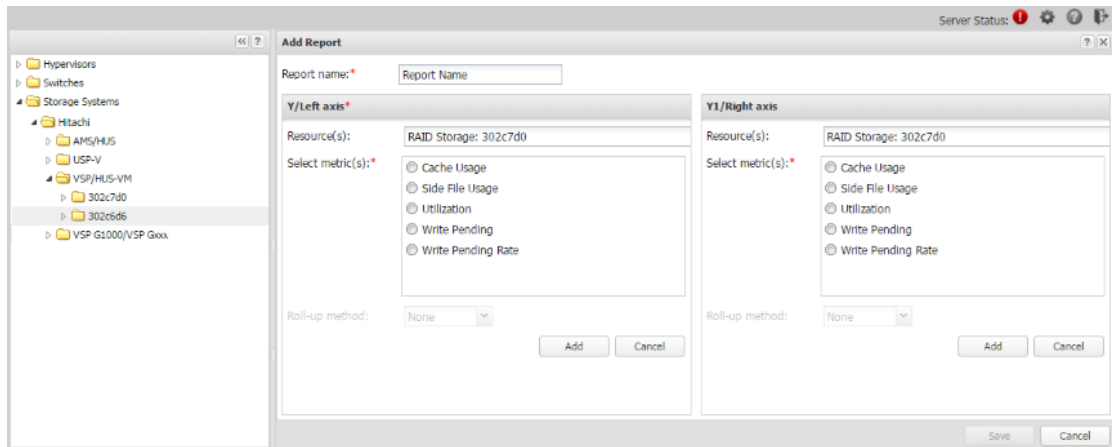 Server Status:
Add Report
Hypervisors
Switches
Storage Systems
Hitachi
AMS/HUS
USP-V
VSP/HUS-VM
302c7d0
302c6d6
VSP G1000/VSP Gxxx
Report name:* Report Name
Y/Left axis*
Resource(s): RAID Storage: 302c7d0
Select metric(s):*
Cache Usage
Side File Usage
Utilization
Write Pending
Write Pending Rate
Roll-up method: None
Add Cancel
Y1/Right axis
Resource(s): RAID Storage: 302c7d0
Select metric(s):*
Cache Usage
Side File Usage
Utilization
Write Pending
Write Pending Rate
Roll-up method: None
Add Cancel
Save Cancel